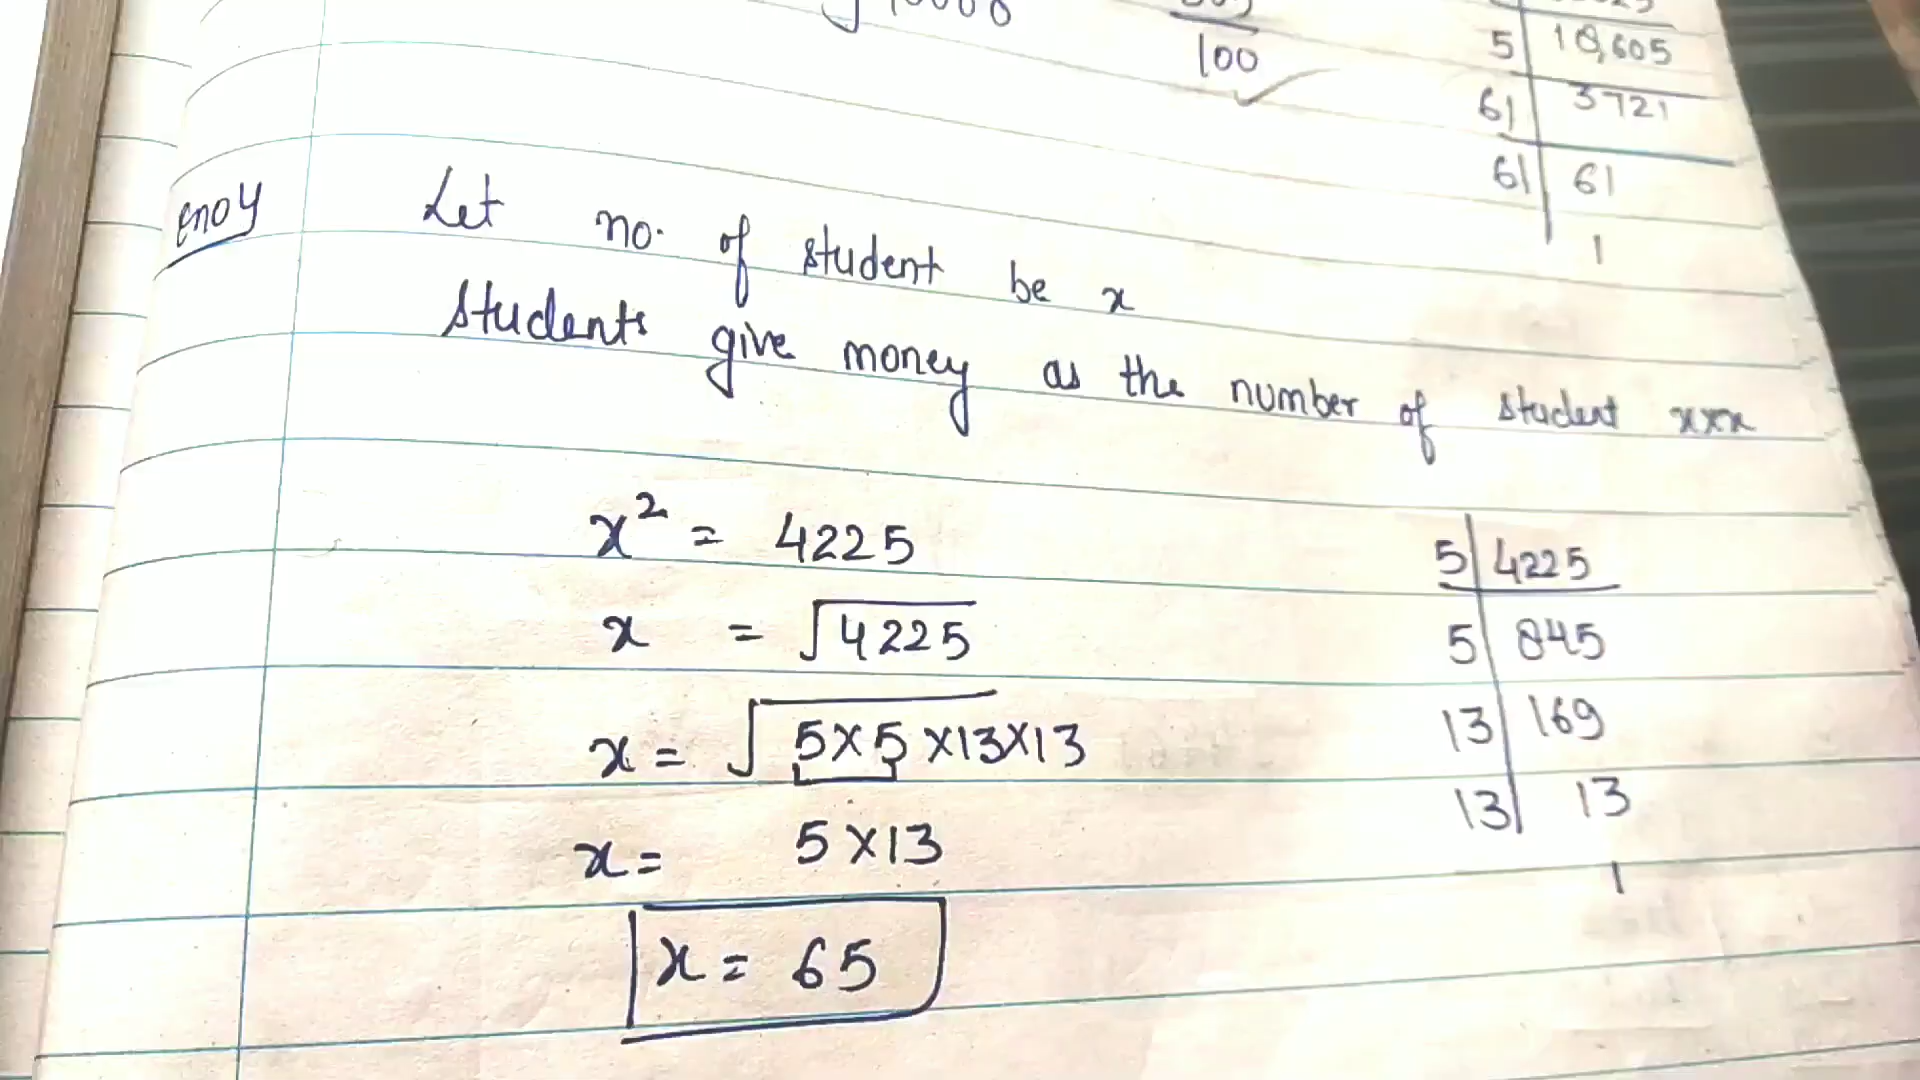 10000
100
5 18,605
61 3721
61 61
1
Let no. of student be x
Students give money as the number of student x×x
x² = 4225
x = √4225
x = √5×5×13×13
x = 5×13
x = 65
5 4225
5 845
13 169
13 13
1